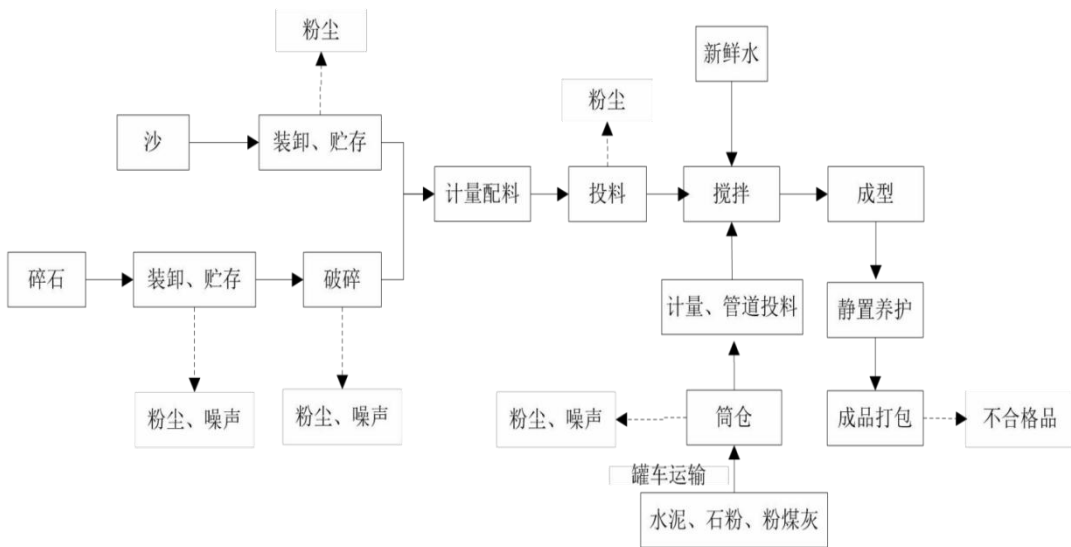 粉尘
新鲜水
粉尘
沙
装卸、贮存
计量配料
投料
搅拌
成型
碎石
装卸、贮存
破碎
计量、管道投料
静置养护
粉尘、噪声
粉尘、噪声
粉尘、噪声
筒仓
成品打包
不合格品
罐车运输
水泥、石粉、粉煤灰